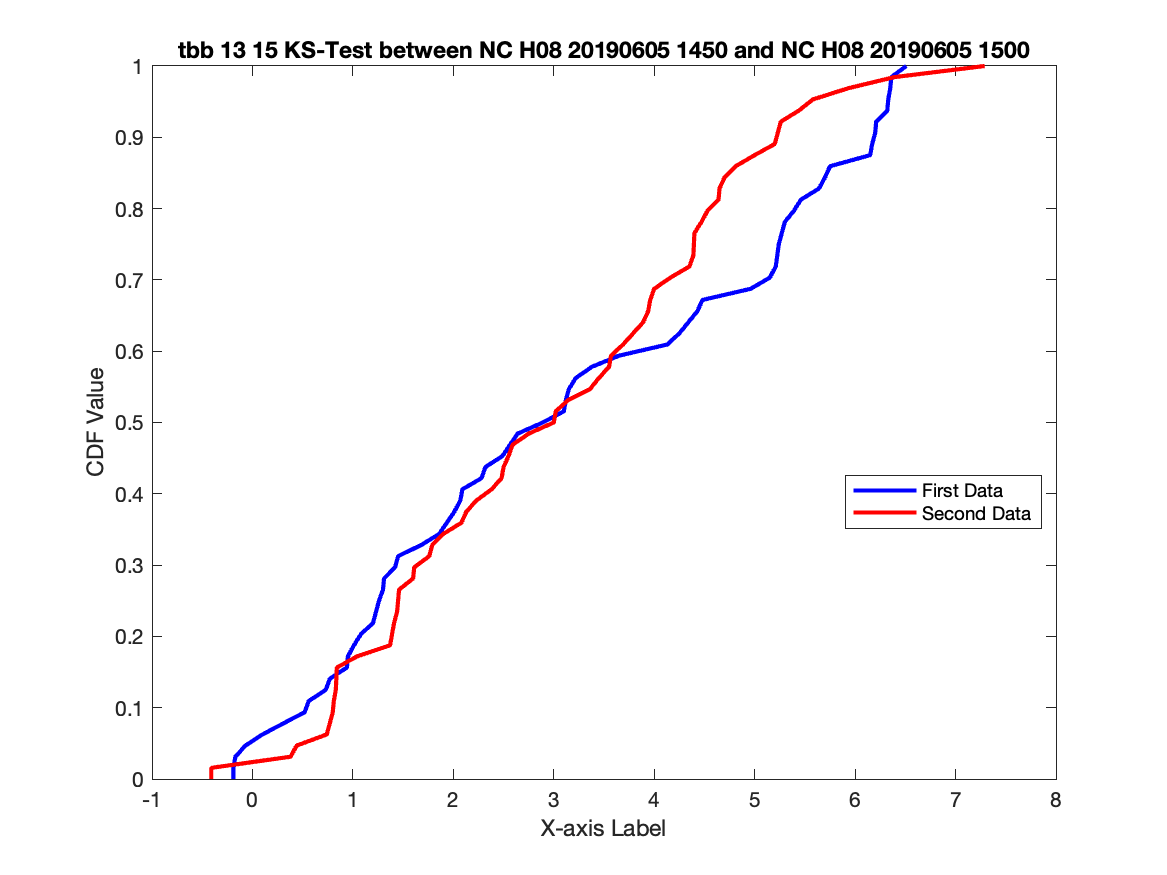 tbb 13 15 KS-Test between NC H08 20190605 1450 and NC H08 20190605 1500
1
0.9
0.8
0.7
0.6
0.5
0.4
0.3
0.2
0.1
0
CDF Value
First Data
Second Data
-1 0 1 2 3 4 5 6 7 8
X-axis Label